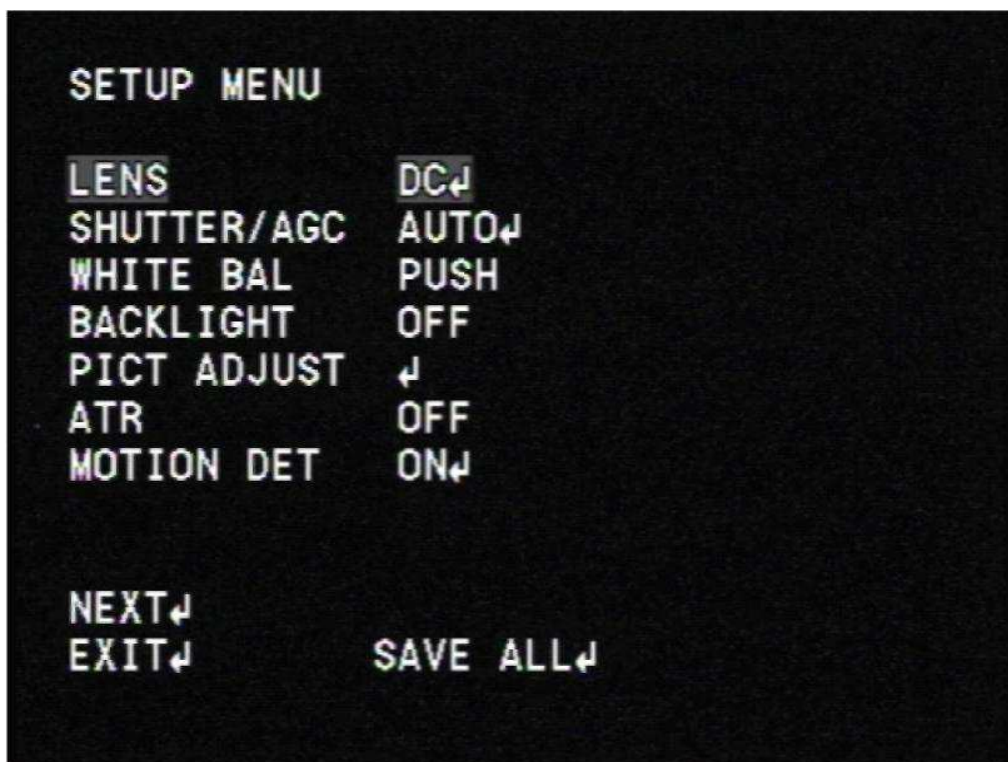 SETUP MENU
LENS DC↲
SHUTTER/AGC AUTO↲
WHITE BAL PUSH
BACKLIGHT OFF
PICT ADJUST ↲
ATR OFF
MOTION DET ON↲
NEXT↲
EXIT↲ SAVE ALL↲